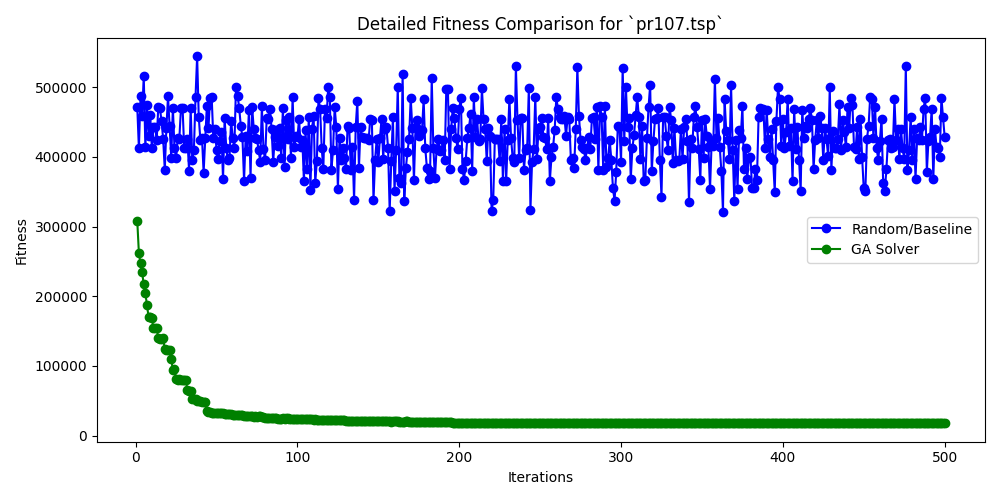 Detailed Fitness Comparison for `pr107.tsp`
Fitness
500000
400000
300000
200000
100000
0
Random/Baseline
GA Solver
0 100 200 300 400 500
Iterations